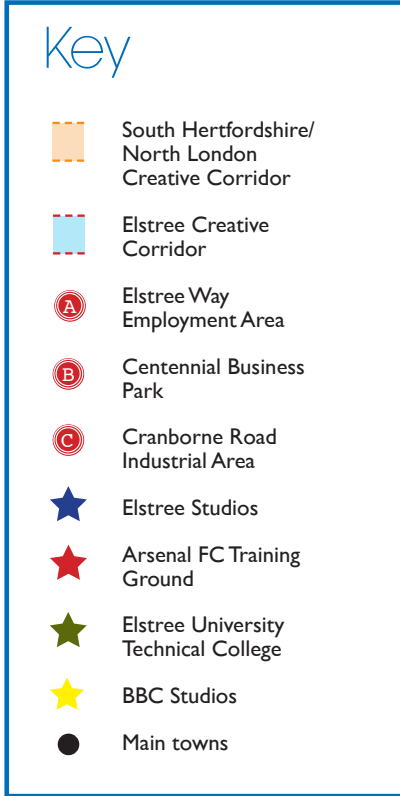 Key
South Hertfordshire/
North London
Creative Corridor
Elstree Creative
Corridor
A
Elstree Way
Employment Area
B
Centennial Business
Park
C
Cranborne Road
Industrial Area
Elstree Studios
Arsenal FC Training
Ground
Elstree University
Technical College
BBC Studios
Main towns